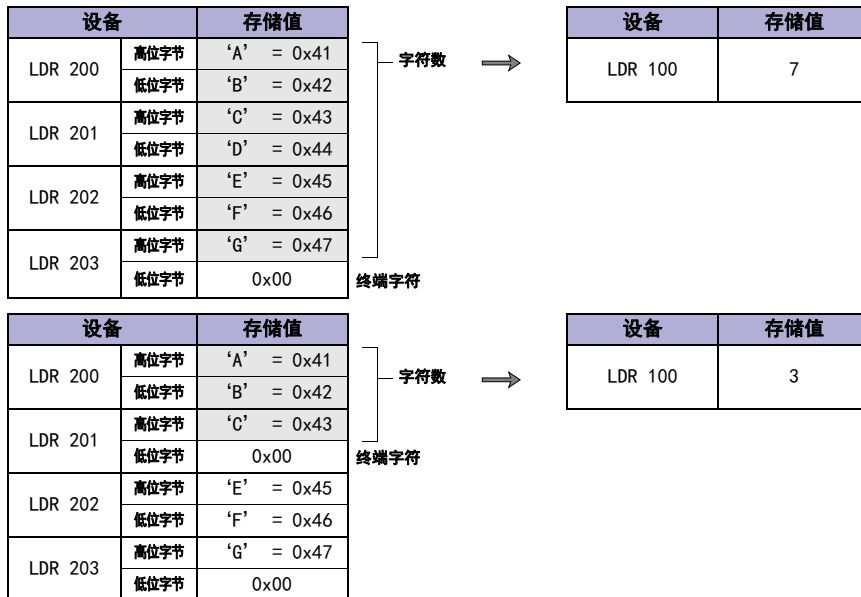 设备 存储值 设备 存储值
LDR 200 高位字节 ‘A’ = 0x41 字符数 LDR 100 7
低位字节 ‘B’ = 0x42
LDR 201 高位字节 ‘C’ = 0x43
低位字节 ‘D’ = 0x44
LDR 202 高位字节 ‘E’ = 0x45
低位字节 ‘F’ = 0x46
LDR 203 高位字节 ‘G’ = 0x47
低位字节 0x00 终端字符
设备 存储值 设备 存储值
LDR 200 高位字节 ‘A’ = 0x41 字符数 LDR 100 3
低位字节 ‘B’ = 0x42
LDR 201 高位字节 ‘C’ = 0x43
低位字节 0x00 终端字符
LDR 202 高位字节 ‘E’ = 0x45
低位字节 ‘F’ = 0x46
LDR 203 高位字节 ‘G’ = 0x47
低位字节 0x00